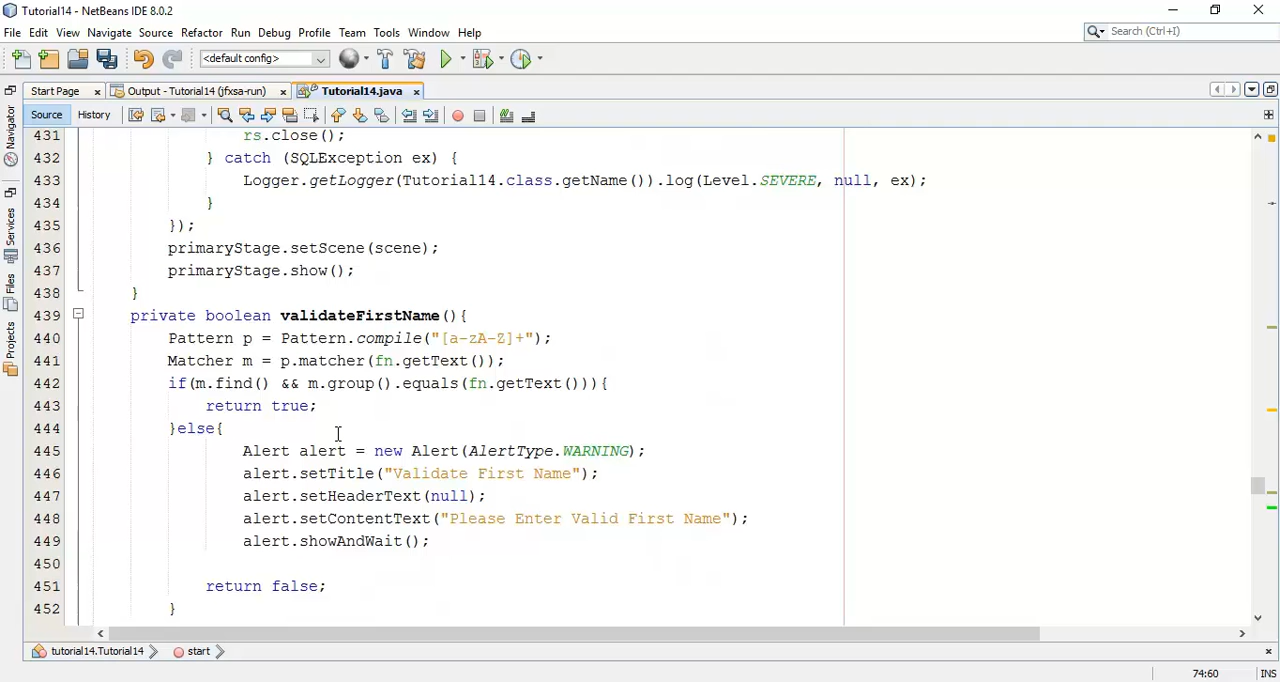 Tutorial14 - NetBeans IDE 8.0.2
File Edit View Navigate Source Refactor Run Debug Profile Team Tools Window Help
Search (Ctrl+I)
<default config>
Start Page x Output - Tutorial14 (jfxsa-run) x Tutorial14.java x
Source History
Navigator
Services
Files
Projects
431 rs.close();
432 } catch (SQLException ex) {
433 Logger.getLogger(Tutorial14.class.getName()).log(Level.SEVERE, null, ex);
434 }
435 });
436 primaryStage.setScene(scene);
437 primaryStage.show();
438 }
439 private boolean validateFirstName(){
440 Pattern p = Pattern.compile("[a-zA-Z]+");
441 Matcher m = p.matcher(fn.getText());
442 if(m.find() && m.group().equals(fn.getText())){
443 return true;
444 }else{
445 Alert alert = new Alert(AlertType.WARNING);
446 alert.setTitle("Validate First Name");
447 alert.setHeaderText(null);
448 alert.setContentText("Please Enter Valid First Name");
449 alert.showAndWait();
450
451 return false;
452 }
tutorial14.Tutorial14 start
74:60 INS